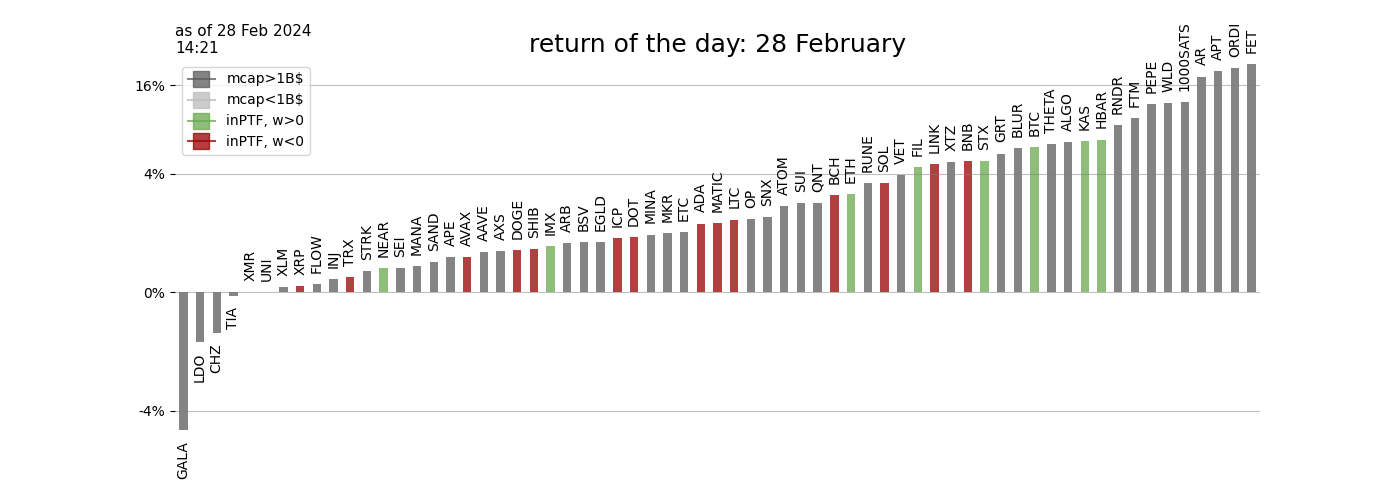 as of 28 Feb 2024
14:21
return of the day: 28 February
mcap>1B$
mcap<1B$
inPTF, w>0
inPTF, w<0
16%
4%
0%
-4%
GALA
LDO
CHZ
TIA
XMR
UNI
XLM
XRP
FLOW
INJ
TRX
STRK
NEAR
SEI
MANA
SAND
APE
AVAX
AAVE
AXS
DOGE
SHIB
IMX
ARB
BSV
EGLD
ICP
DOT
MINA
MKR
ETC
ADA
MATIC
LTC
OP
SNX
ATOM
SUI
QNT
BCH
ETH
RUNE
SOL
VET
FIL
LINK
XTZ
BNB
STX
GRT
BLUR
BTC
THETA
ALGO
KAS
HBAR
RNDR
FTM
PEPE
WLD
1000SATS
AR
APT
ORDI
FET